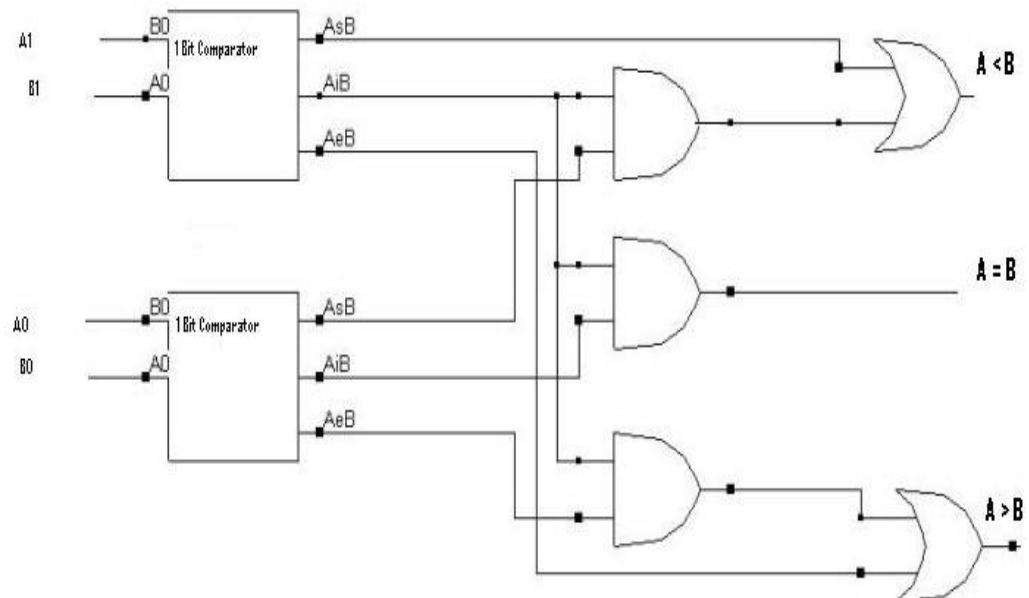 A1
B1
B0
A0
1 Bit Comparator
AsB
AiB
AeB
A <B
A0
B0
B0
A0
1 Bit Comparator
AsB
AiB
AeB
A = B
A > B